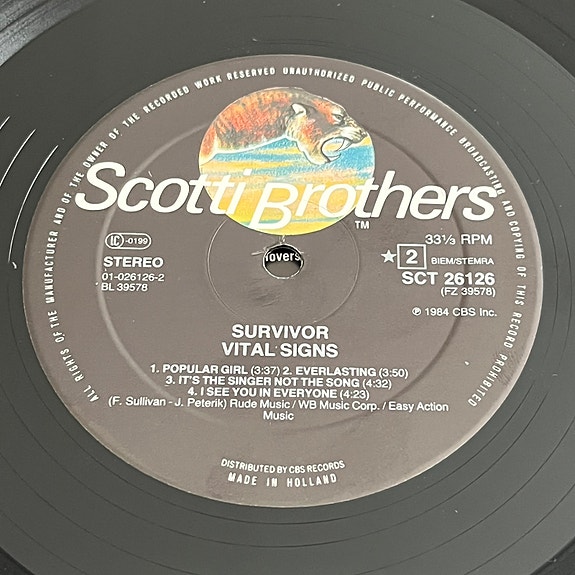 ALL RIGHTS OF THE MANUFACTURER AND OF THE OWNER OF THE RECORDED WORK RESERVED UNAUTHORIZED PUBLIC PERFORMANCE BROADCASTING AND COPYING OF THIS RECORD PROHIBITED
Scotti Brothers
TM
LC -0199
STEREO
01-026126-2
BL 39578
lovers
33⅓ RPM
★ 2 BIEM/STEMRA
SCT 26126
(FZ 39578)
℗ 1984 CBS Inc.
SURVIVOR
VITAL SIGNS
1. POPULAR GIRL (3:37) 2. EVERLASTING (3:50)
3. IT'S THE SINGER NOT THE SONG (4:32)
4. I SEE YOU IN EVERYONE (4:23)
(F. Sullivan - J. Peterik) Rude Music / WB Music Corp. / Easy Action
Music
DISTRIBUTED BY CBS RECORDS
MADE IN HOLLAND